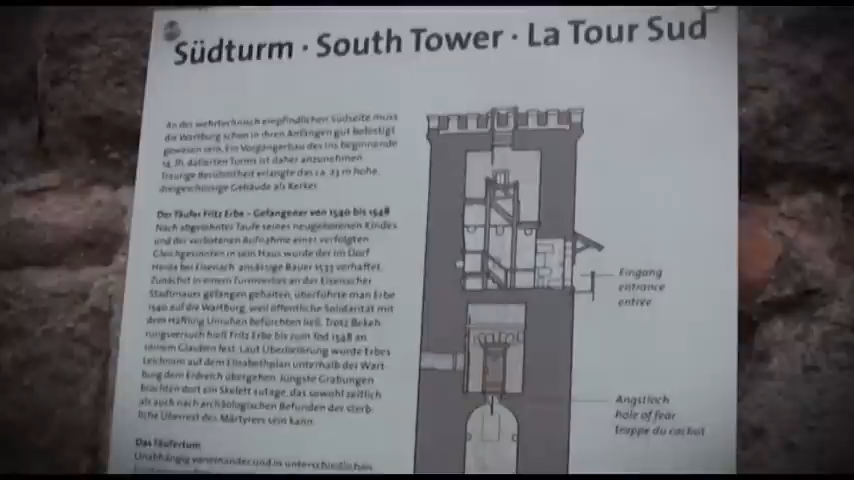 Südturm · South Tower · La Tour Sud
An der wehrtechnisch empfindlichen Südseite muss
die Wartburg schon in ihren Anfängen gut befestigt
gewesen sein. Ein Vorgängerbau des ins beginnende
14. Jh. datierten Turms ist daher anzunehmen.
Traurige Berühmtheit erlangte das ca. 23 m hohe,
dreigeschossige Gebäude als Kerker.
Der Täufer Fritz Erbe – Gefangener von 1540 bis 1548
Nach abgelehnter Taufe seines neugeborenen Kindes
und der verbotenen Aufnahme einer verfolgten
Gleichgesinnten in sein Haus wurde der im Dorf
Herda bei Eisenach ansässige Bauer 1533 verhaftet.
Zunächst in einem Turmverlies an der Eisenacher
Stadtmauer gefangen gehalten, überführte man Erbe
1540 auf die Wartburg, weil öffentliche Solidarität mit
dem Häftling Unruhen befürchten ließ. Trotz Bekeh-
rungsversuch hielt Fritz Erbe bis zum Tod 1548 an
seinem Glauben fest. Laut Überlieferung wurde Erbes
Leichnam auf dem Elisabethplan unterhalb der Wart-
burg dem Erdreich übergeben. Jüngste Grabungen
brachten dort ein Skelett zutage, das sowohl zeitlich
als auch nach archäologischen Befunden der sterb-
liche Überrest des Märtyrers sein kann.
Das Täufertum
Unabhängig voneinander und in unterschiedlichen
Eingang
entrance
entrée
Angstloch
hole of fear
trappe du cachot